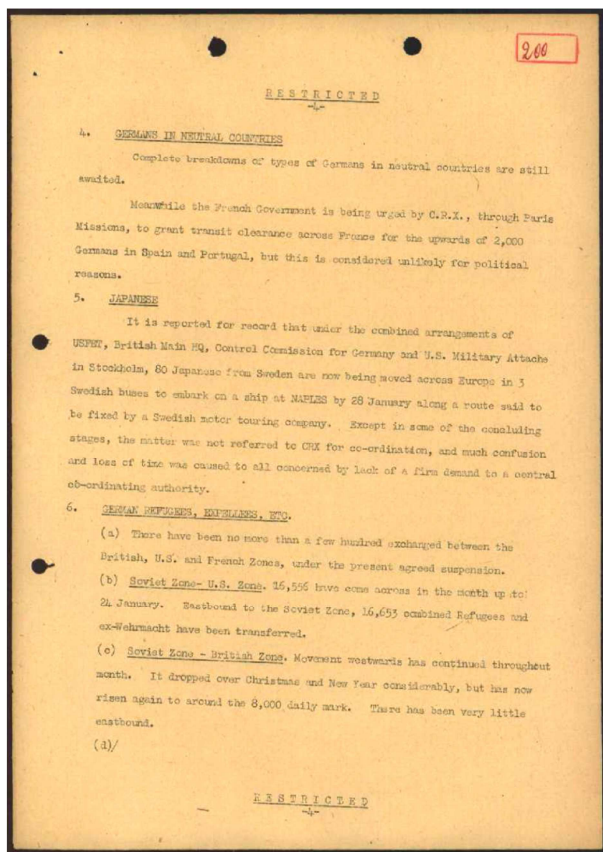 200
RESTRICTED
-4-
4. GERMANS IN NEUTRAL COUNTRIES
Complete breakdowns of types of Germans in neutral countries are still
awaited.
Meanwhile the French Government is being urged by C.R.X., through Paris
Missions, to grant transit clearance across France for the upwards of 2,000
Germans in Spain and Portugal, but this is considered unlikely for political
reasons.
5. JAPANESE
It is reported for record that under the combined arrangements of
USFET, British Main HQ, Control Commission for Germany and U.S. Military Attache
in Stockholm, 80 Japanese from Sweden are now being moved across Europe in 3
Swedish buses to embark on a ship at NAPLES by 28 January along a route said to
be fixed by a Swedish motor touring company. Except in some of the concluding
stages, the matter was not referred to CRX for co-ordination, and much confusion
and loss of time was caused to all concerned by lack of a firm demand to a central
co-ordinating authority.
6. GERMAN REFUGEES, EXPELLEES, ETC.
(a) There have been no more than a few hundred exchanged between the
British, U.S. and French Zones, under the present agreed suspension.
(b) Soviet Zone- U.S. Zone. 16,556 have come across in the month up to
24 January. Eastbound to the Soviet Zone, 16,653 combined Refugees and
ex-Wehrmacht have been transferred.
(c) Soviet Zone - British Zone. Movement westwards has continued throughout
month. It dropped over Christmas and New Year considerably, but has now
risen again to around the 8,000 daily mark. There has been very little
eastbound.
(d)/
RESTRICTED
-4-